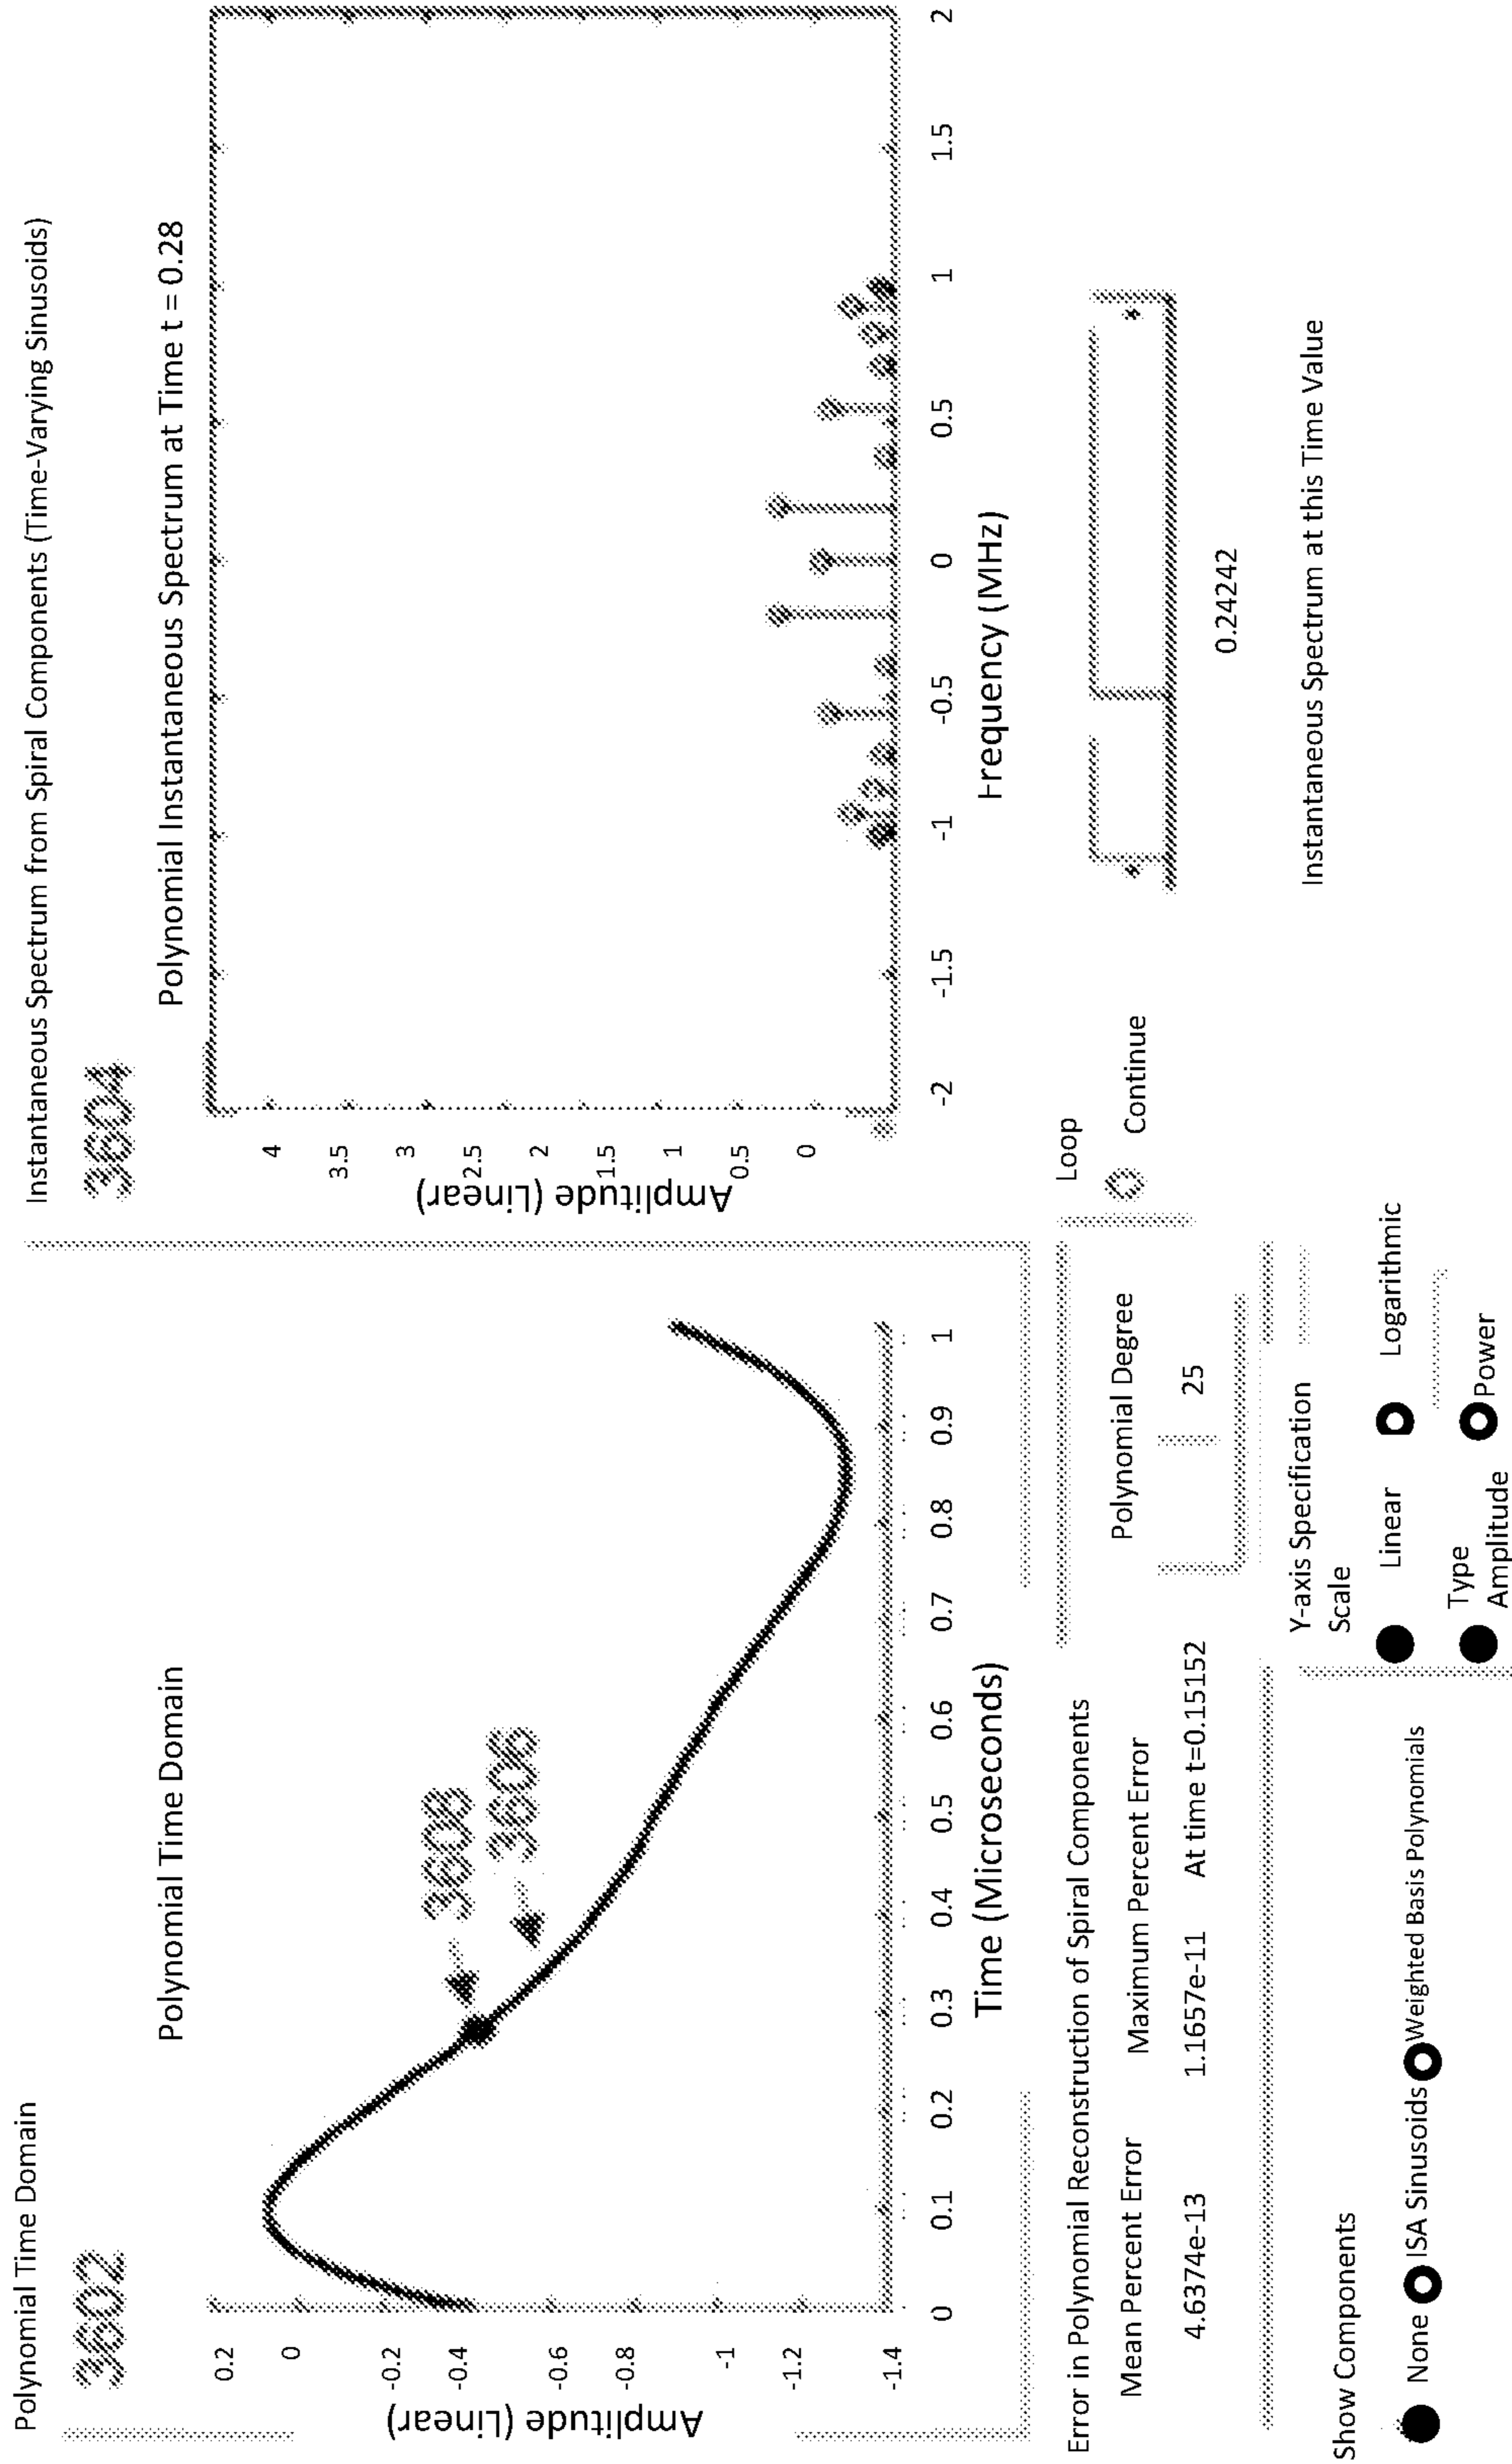 Polynomial Time Domain
3602
Polynomial Time Domain
0.2
0
-0.2
-0.4
-0.6
-0.8
-1
-1.2
-1.4
Amplitude (Linear)
3608
3606
0 0.1 0.2 0.3 0.4 0.5 0.6 0.7 0.8 0.9 1
Time (Microseconds)
Instantaneous Spectrum from Spiral Components (Time-Varying Sinusoids)
3604
Polynomial Instantaneous Spectrum at Time t = 0.28
4
3.5
3
2.5
2
1.5
1
0.5
0
Amplitude (Linear)
-2 -1.5 -1 -0.5 0 0.5 1 1.5 2
Frequency (MHz)
Error in Polynomial Reconstruction of Spiral Components
Mean Percent Error Maximum Percent Error
4.6374e-13 1.1657e-11 At time t=0.15152
Polynomial Degree
25
Loop
Continue
0.24242
Instantaneous Spectrum at this Time Value
Show Components
None ISA Sinusoids Weighted Basis Polynomials
Y-axis Specification
Scale
Linear Logarithmic
Type
Amplitude Power